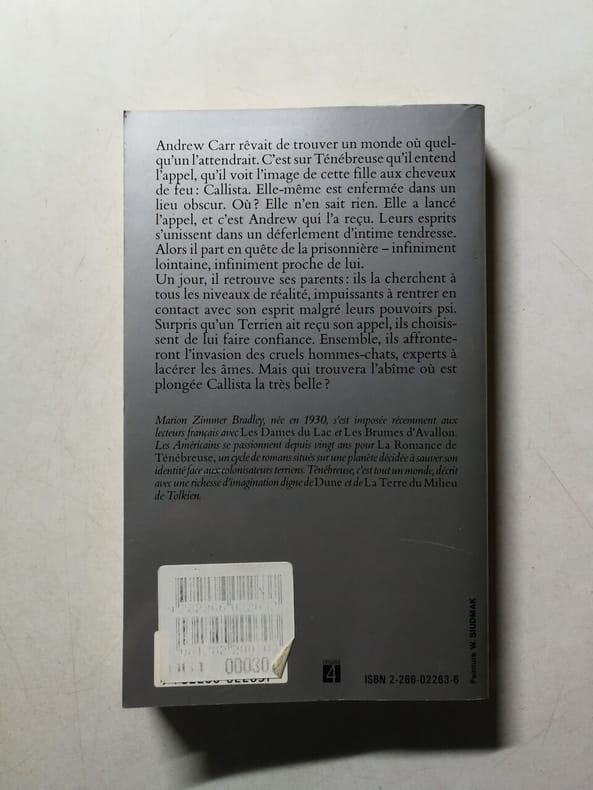 Andrew Carr rêvait de trouver un monde où quel-
qu'un l'attendrait. C'est sur Ténébreuse qu'il entend
l'appel, qu'il voit l'image de cette fille aux cheveux
de feu : Callista. Elle-même est enfermée dans un
lieu obscur. Où ? Elle n'en sait rien. Elle a lancé
l'appel, et c'est Andrew qui l'a reçu. Leurs esprits
s'unissent dans un déferlement d'intime tendresse.
Alors il part en quête de la prisonnière – infiniment
lointaine, infiniment proche de lui.
Un jour, il retrouve ses parents : ils la cherchent à
tous les niveaux de réalité, impuissants à rentrer en
contact avec son esprit malgré leurs pouvoirs psi.
Surpris qu'un Terrien ait reçu son appel, ils choisis-
sent de lui faire confiance. Ensemble, ils affronte-
ront l'invasion des cruels hommes-chats, experts à
lacérer les âmes. Mais qui trouvera l'abîme où est
plongée Callista la très belle ?
Marion Zimmer Bradley, née en 1930, s'est imposée récemment aux
lecteurs français avec Les Dames du Lac et Les Brumes d'Avallon.
Les Américains se passionnent depuis vingt ans pour La Romance de
Ténébreuse, un cycle de romans situés sur une planète décidée à sauver son
identité face aux colonisateurs terriens. Ténébreuse, c'est tout un monde, décrit
avec une richesse d'imagination digne de Dune et de La Terre du Milieu
de Tolkien.
00030
4
ISBN 2-266-02263-6
Peinture W. SIUDMAK